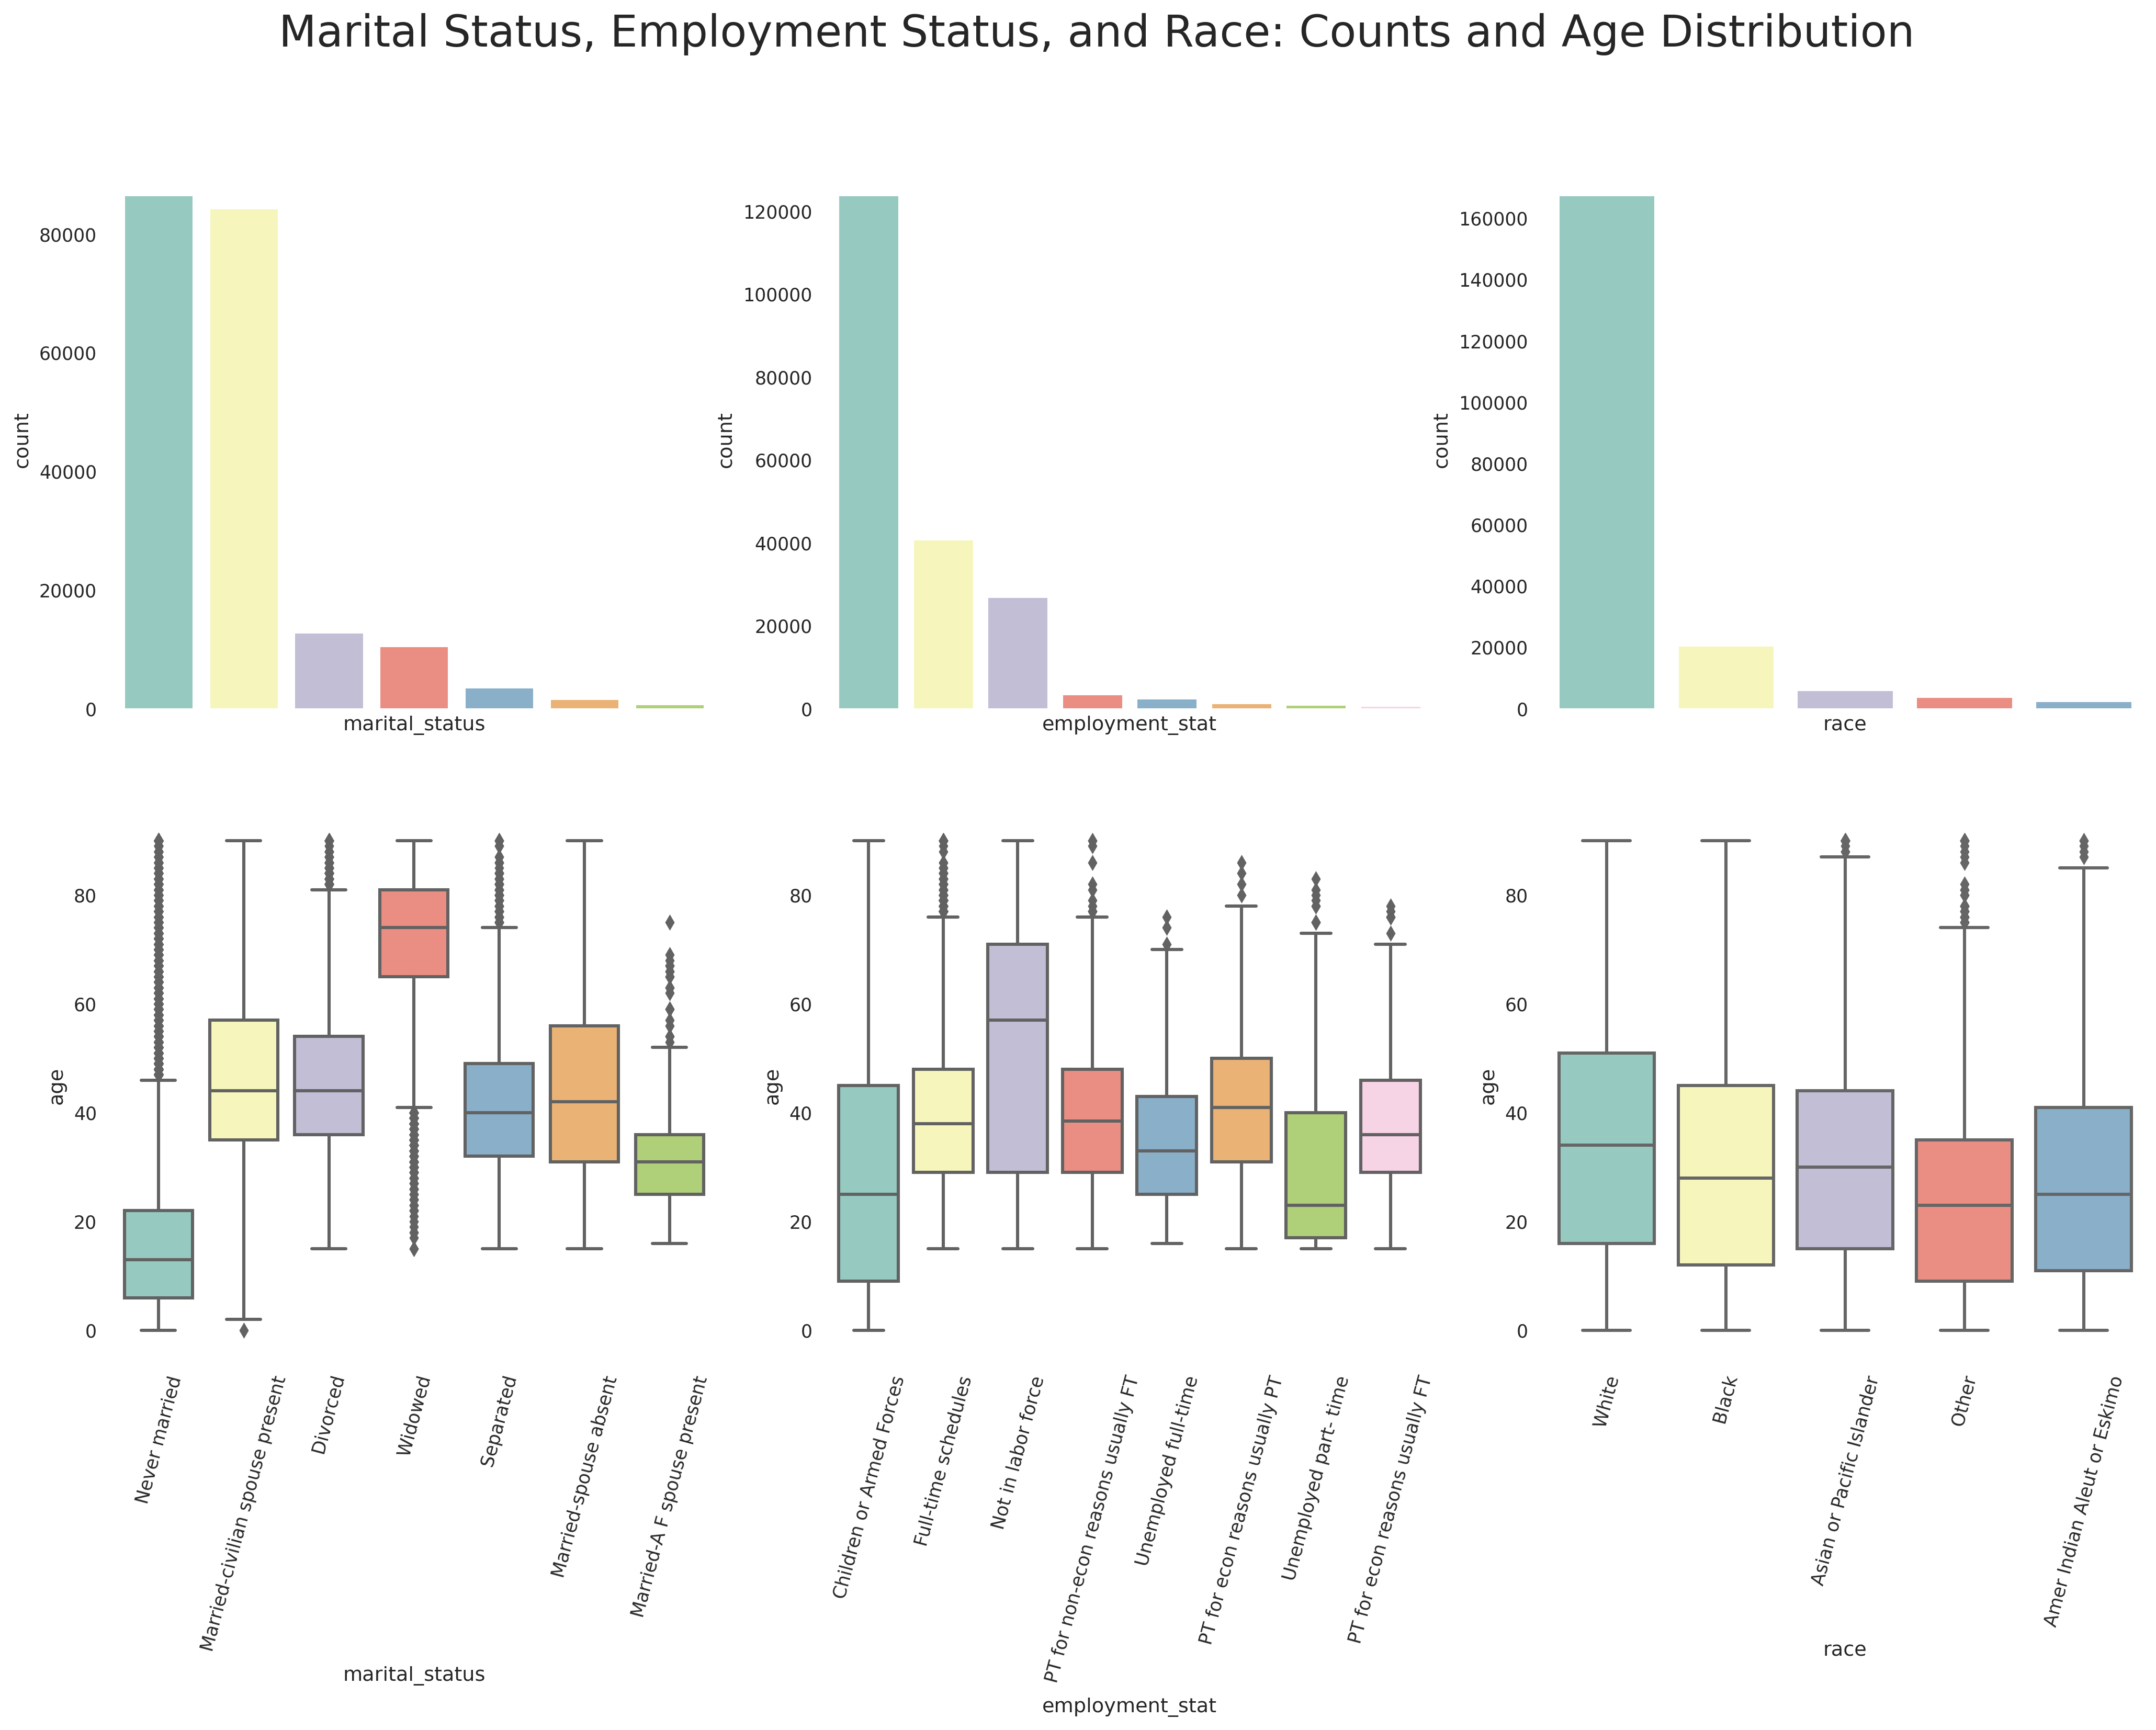 Marital Status, Employment Status, and Race: Counts and Age Distribution
count
80000
60000
40000
20000
0
marital_status
count
120000
100000
80000
60000
40000
20000
0
employment_stat
count
160000
140000
120000
100000
80000
60000
40000
20000
0
race
age
80
60
40
20
0
Never married
Married-civilian spouse present
Divorced
Widowed
Separated
Married-spouse absent
Married-A F spouse present
marital_status
age
80
60
40
20
0
Children or Armed Forces
Full-time schedules
Not in labor force
PT for non-econ reasons usually FT
Unemployed full-time
PT for econ reasons usually PT
Unemployed part- time
PT for econ reasons usually FT
employment_stat
age
80
60
40
20
0
White
Black
Asian or Pacific Islander
Other
Amer Indian Aleut or Eskimo
race